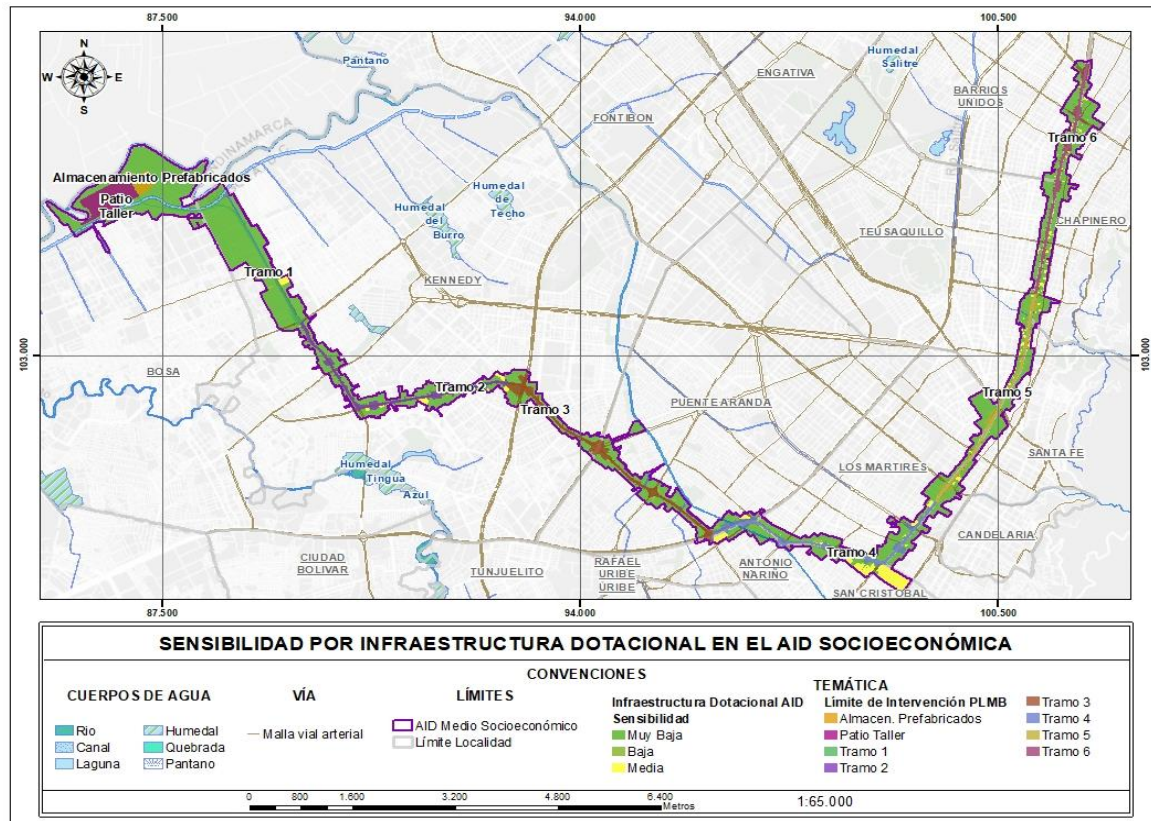 87.500 94.000 100.500
N
W E
S
Pantano
Humedal
Salitre
ENGATIVA
BARRIOS
UNIDOS
FONTIBON
DINAMARCA
Tramo 6
Almacenamiento Prefabricados
Patio
Taller
Humedal
de
Techo
Humedal
del
Burro
CHAPINERO
TEUSAQUILLO
Tramo 1
KENNEDY
103.000 103.000
BOSA
Tramo 2
Tramo 3
Tramo 5
PUENTE ARANDA
SANTA FE
LOS MARTIRES
Humedal
Tingua
Azul
CANDELARIA
CIUDAD
BOLIVAR
TUNJUELITO
RAFAEL
URIBE
URIBE
ANTONIO
NARIÑO
Tramo 4
SAN CRISTOBAL
87.500 94.000 100.500
SENSIBILIDAD POR INFRAESTRUCTURA DOTACIONAL EN EL AID SOCIOECONÓMICA
CONVENCIONES
CUERPOS DE AGUA
Rio
Canal
Laguna
Humedal
Quebrada
Pantano
VÍA
Malla vial arterial
LÍMITES
AID Medio Socioeconómico
Límite Localidad
TEMÁTICA
Infraestructura Dotacional AID
Sensibilidad
Muy Baja
Baja
Media
Límite de Intervención PLMB
Almacen. Prefabricados
Patio Taller
Tramo 1
Tramo 2
Tramo 3
Tramo 4
Tramo 5
Tramo 6
0 800 1.600 3.200 4.800 6.400
Metros
1:65.000